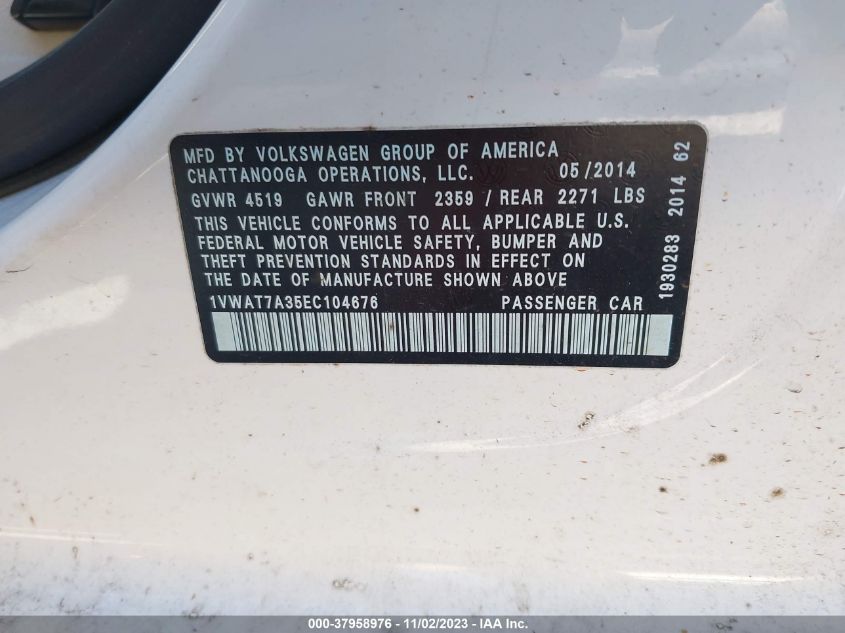 MFD BY VOLKSWAGEN GROUP OF AMERICA
CHATTANOOGA OPERATIONS, LLC. 05/2014
GVWR 4519 GAWR FRONT 2359 / REAR 2271 LBS
THIS VEHICLE CONFORMS TO ALL APPLICABLE U.S.
FEDERAL MOTOR VEHICLE SAFETY, BUMPER AND
THEFT PREVENTION STANDARDS IN EFFECT ON
THE DATE OF MANUFACTURE SHOWN ABOVE
1VWAT7A35EC104676 PASSENGER CAR
1930283 2014 62
000-37958976 - 11/02/2023 - IAA Inc.